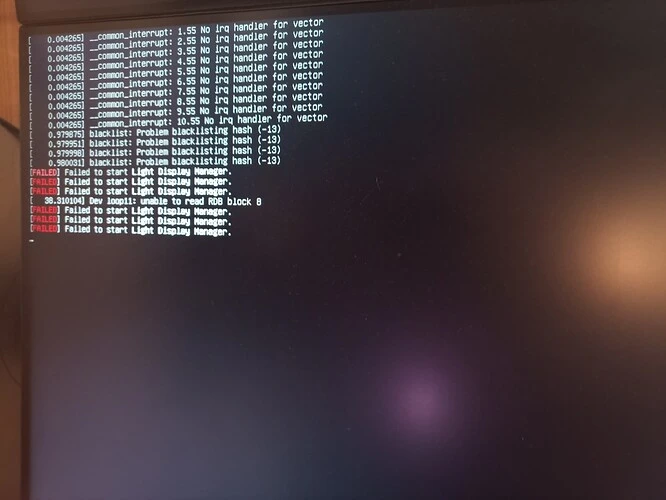 [ 0.004265] __common_interrupt: 1.55 No irq handler for vector
[ 0.004265] __common_interrupt: 2.55 No irq handler for vector
[ 0.004265] __common_interrupt: 3.55 No irq handler for vector
[ 0.004265] __common_interrupt: 4.55 No irq handler for vector
[ 0.004265] __common_interrupt: 5.55 No irq handler for vector
[ 0.004265] __common_interrupt: 6.55 No irq handler for vector
[ 0.004265] __common_interrupt: 7.55 No irq handler for vector
[ 0.004265] __common_interrupt: 8.55 No irq handler for vector
[ 0.004265] __common_interrupt: 9.55 No irq handler for vector
[ 0.004265] __common_interrupt: 10.55 No irq handler for vector
[ 0.979875] blacklist: Problem blacklisting hash (-13)
[ 0.979951] blacklist: Problem blacklisting hash (-13)
[ 0.979998] blacklist: Problem blacklisting hash (-13)
[ 0.980031] blacklist: Problem blacklisting hash (-13)
[FAILED] Failed to start Light Display Manager.
[FAILED] Failed to start Light Display Manager.
[FAILED] Failed to start Light Display Manager.
[ 38.310104] Dev loop11: unable to read RDB block 8
[FAILED] Failed to start Light Display Manager.
[FAILED] Failed to start Light Display Manager.
[FAILED] Failed to start Light Display Manager.